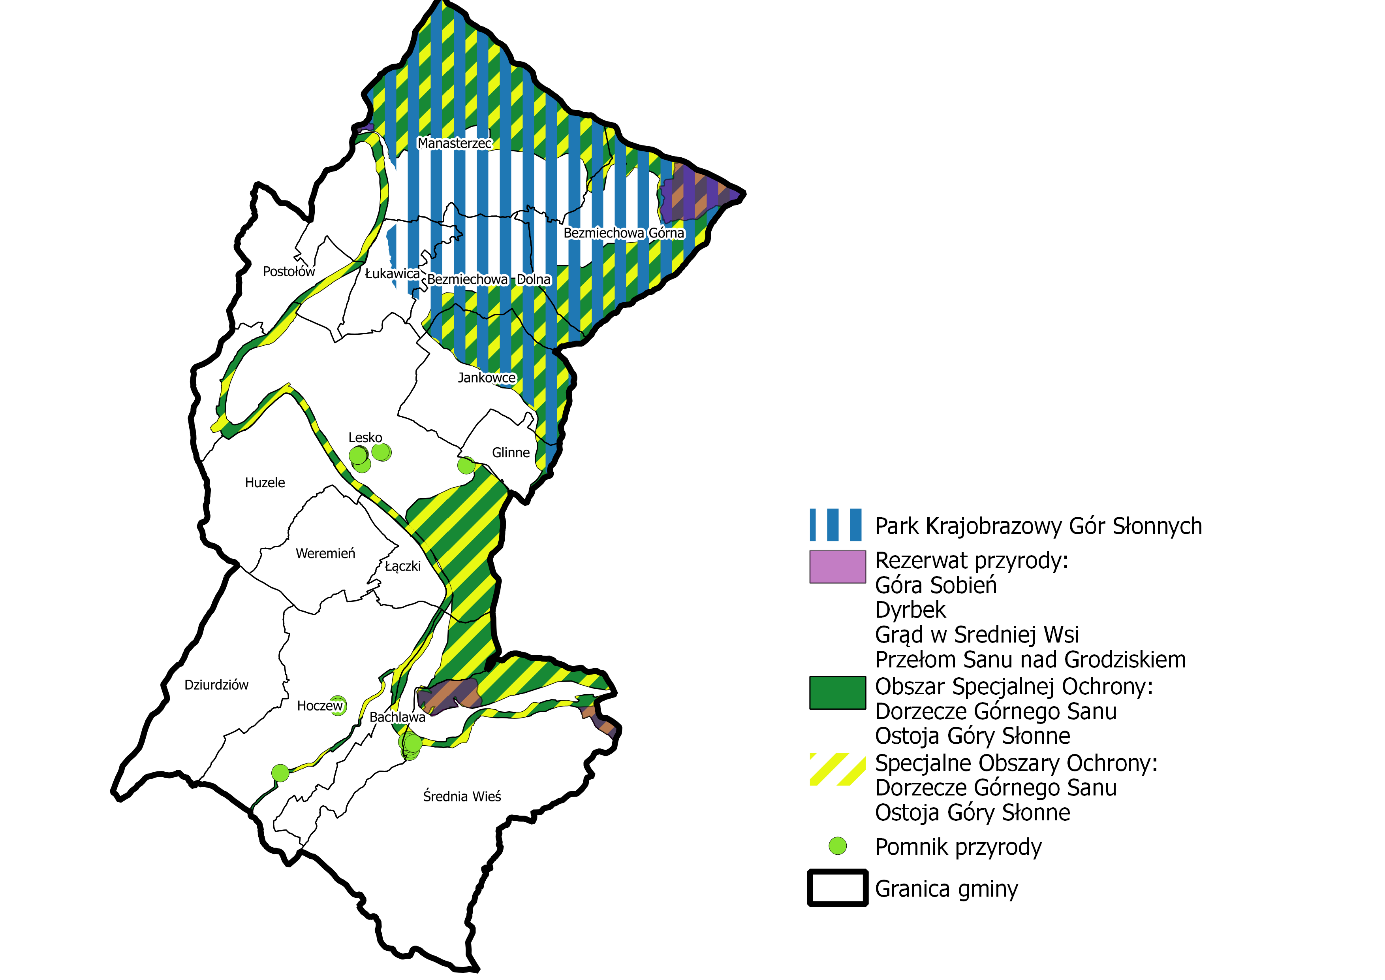 Manasterzec
Bezmiechowa Górna
Postołów
Łukawica
Bezmiechowa Dolna
Jankowce
Lesko
Glinne
Huzele
Weremień
Łączki
Dziurdziów
Hoczew
Bachlawa
Średnia Wieś
Park Krajobrazowy Gór Słonnych
Rezerwat przyrody:
Góra Sobień
Dyrbek
Grąd w Sredniej Wsi
Przełom Sanu nad Grodziskiem
Obszar Specjalnej Ochrony:
Dorzecze Górnego Sanu
Ostoja Góry Słonne
Specjalne Obszary Ochrony:
Dorzecze Górnego Sanu
Ostoja Góry Słonne
Pomnik przyrody
Granica gminy